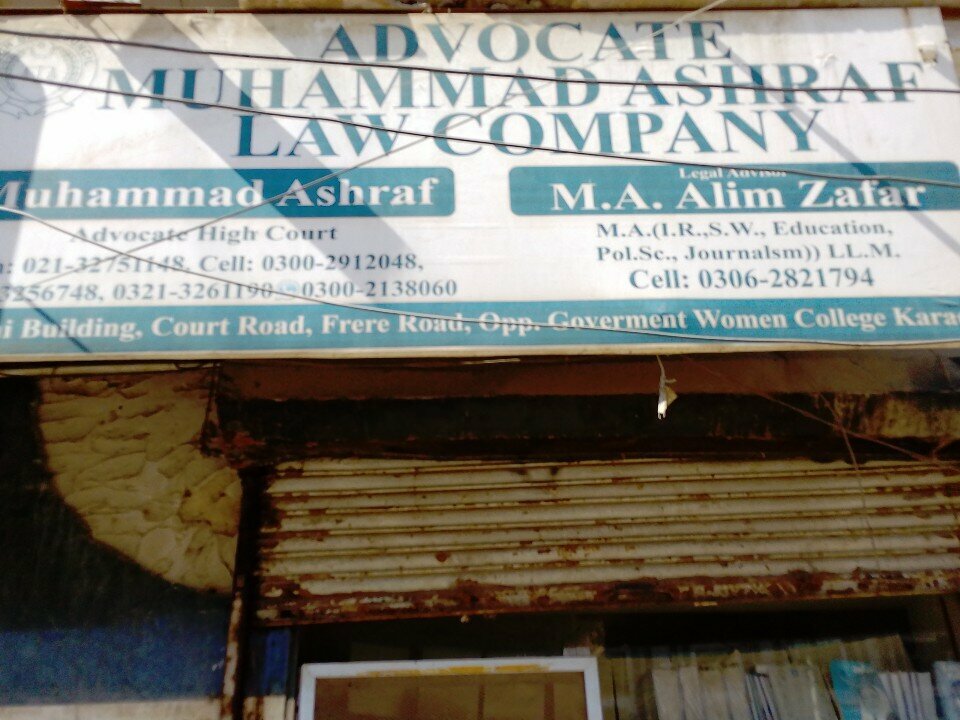 ADVOCATE
MUHAMMAD ASHRAF
LAW COMPANY
Muhammad Ashraf
Advocate High Court
: 021-32751148, Cell: 0300-2912048,
3256748, 0321-3261190 0300-2138060
Legal Advisor
M.A. Alim Zafar
M.A.(I.R.,S.W., Education,
Pol.Sc., Journalsm)) LL.M.
Cell: 0306-2821794
i Building, Court Road, Frere Road, Opp. Goverment Women College Karac